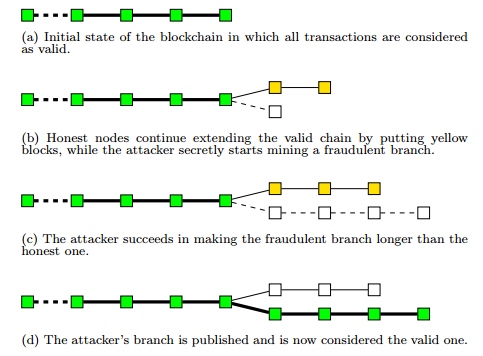 (a) Initial state of the blockchain in which all transactions are considered
as valid.
(b) Honest nodes continue extending the valid chain by putting yellow
blocks, while the attacker secretly starts mining a fraudulent branch.
(c) The attacker succeeds in making the fraudulent branch longer than the
honest one.
(d) The attacker's branch is published and is now considered the valid one.